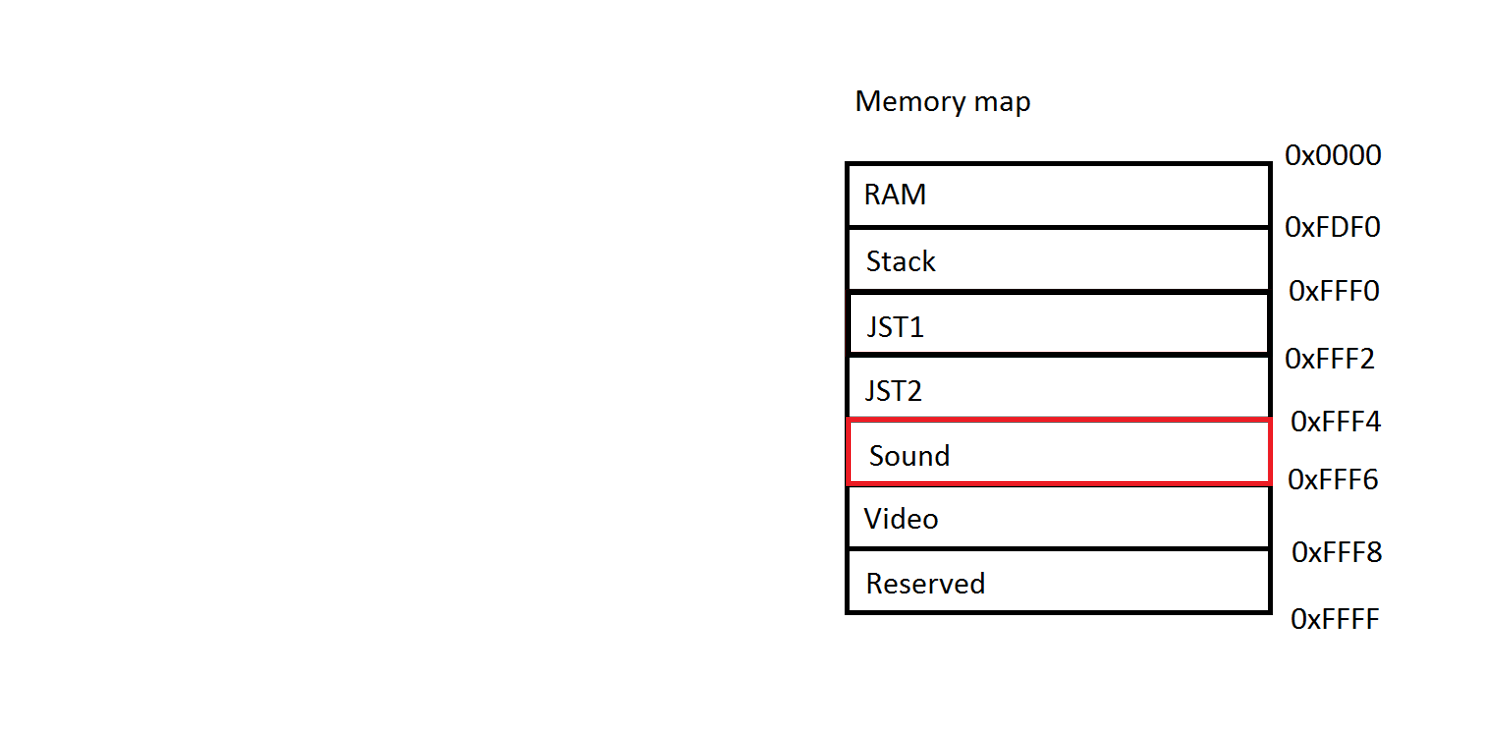 Memory map
0x0000
RAM
0xFDF0
Stack
0xFFF0
JST1
0xFFF2
JST2
0xFFF4
Sound
0xFFF6
Video
0xFFF8
Reserved
0xFFFF